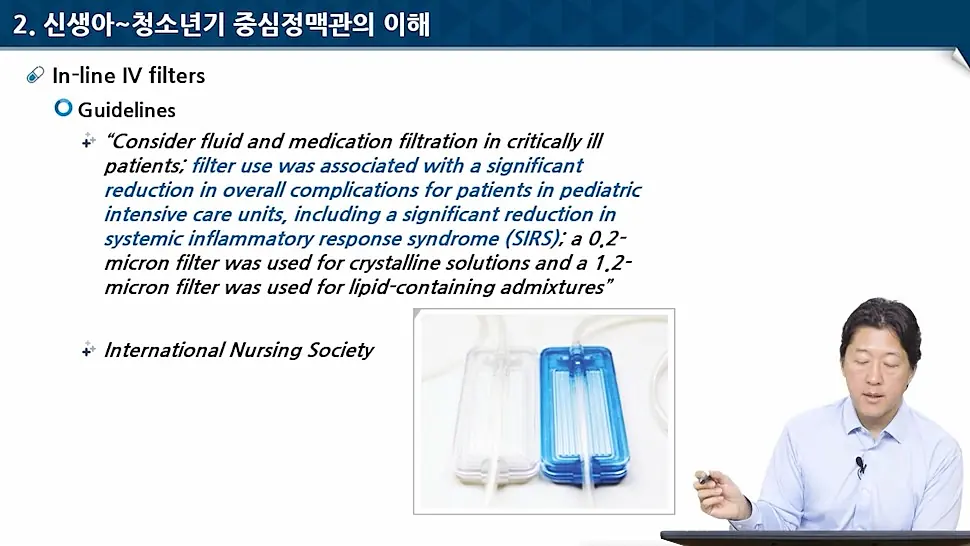 2. 신생아~청소년기 중심정맥관의 이해
In-line IV filters
Guidelines
“Consider fluid and medication filtration in critically ill
patients; filter use was associated with a significant
reduction in overall complications for patients in pediatric
intensive care units, including a significant reduction in
systemic inflammatory response syndrome (SIRS); a 0.2-
micron filter was used for crystalline solutions and a 1.2-
micron filter was used for lipid-containing admixtures”
International Nursing Society